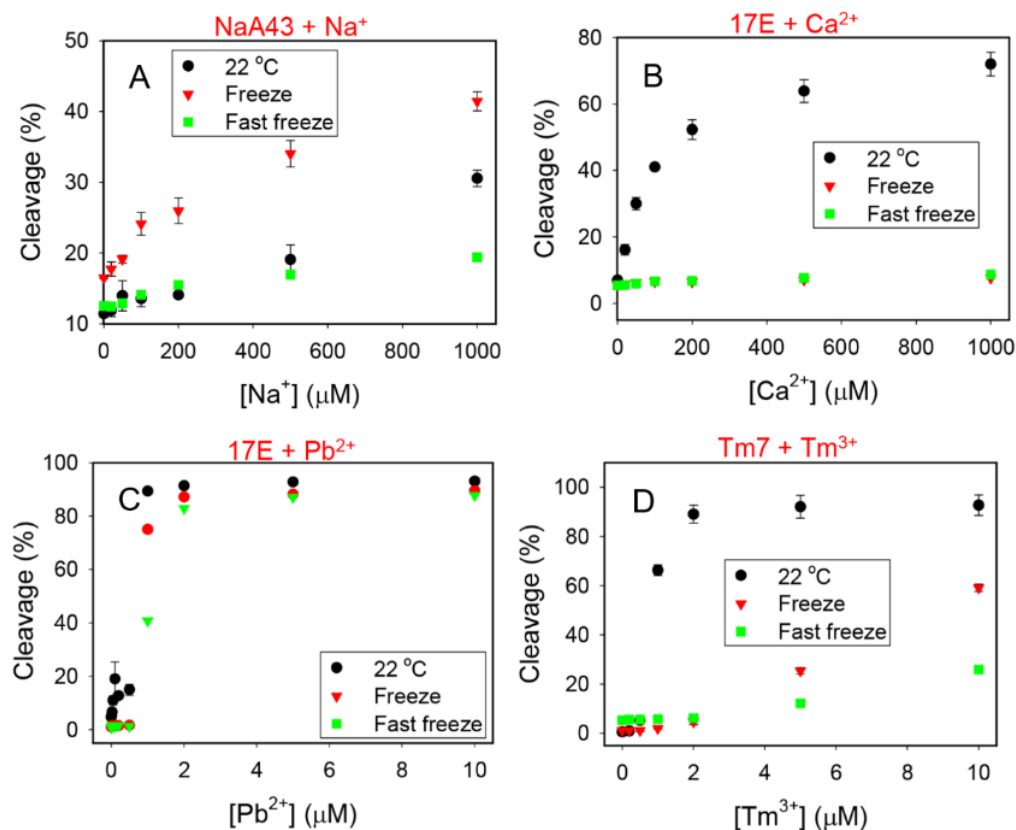 NaA43 + Na⁺
A
22 °C
Freeze
Fast freeze
Cleavage (%)
50
40
30
20
10
0 200 400 600 800 1000
[Na⁺] (μM)
17E + Ca²⁺
B
22 °C
Freeze
Fast freeze
Cleavage (%)
80
60
40
20
0
0 200 400 600 800 1000
[Ca²⁺] (μM)
17E + Pb²⁺
C
22 °C
Freeze
Fast freeze
Cleavage (%)
100
80
60
40
20
0
0 2 4 6 8 10
[Pb²⁺] (μM)
Tm7 + Tm³⁺
D
22 °C
Freeze
Fast freeze
Cleavage (%)
100
80
60
40
20
0
0 2 4 6 8 10
[Tm³⁺] (μM)